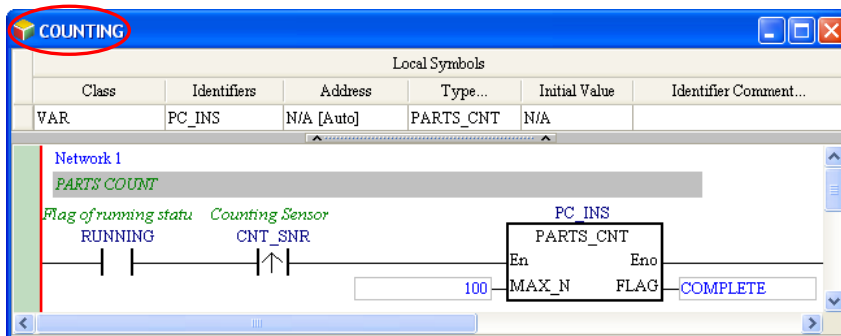 COUNTING
Local Symbols
Class Identifiers Address Type... Initial Value Identifier Comment...
VAR PC_INS N/A [Auto] PARTS_CNT N/A
Network 1
PARTS COUNT
Flag of running statu Counting Sensor PC_INS
RUNNING CNT_SNR PARTS_CNT
En Eno
100 MAX_N FLAG COMPLETE